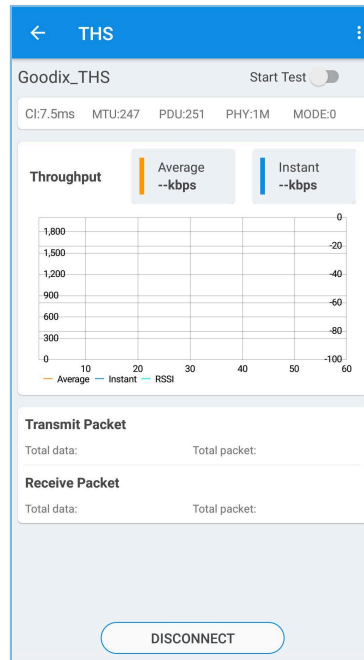 THS
Goodix_THS Start Test
CI:7.5ms MTU:247 PDU:251 PHY:1M MODE:0
Throughput Average --kbps Instant --kbps
0
1,800
-20
1,500
1,200 -40
900
-60
600
-80
300
0 -100
10 20 30 40 50 60
Average Instant RSSI
Transmit Packet
Total data: Total packet:
Receive Packet
Total data: Total packet:
DISCONNECT